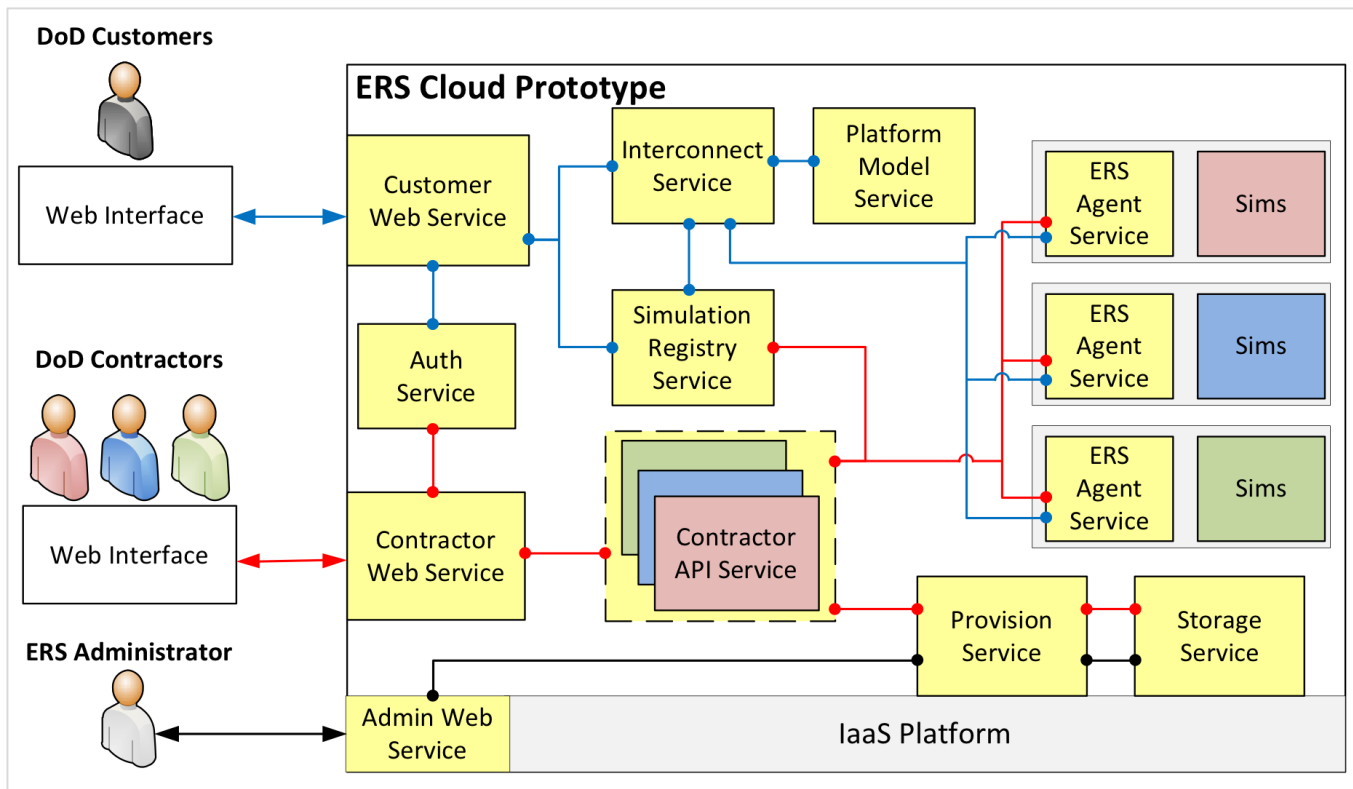 DoD Customers
Web Interface
ERS Cloud Prototype
Customer
Web Service
Interconnect
Service
Platform
Model
Service
ERS
Agent
Service
Sims
DoD Contractors
Web Interface
Auth
Service
Simulation
Registry
Service
ERS
Agent
Service
Sims
Contractor
Web Service
Contractor
API Service
ERS
Agent
Service
Sims
ERS Administrator
Provision
Service
Storage
Service
Admin Web
Service
IaaS Platform